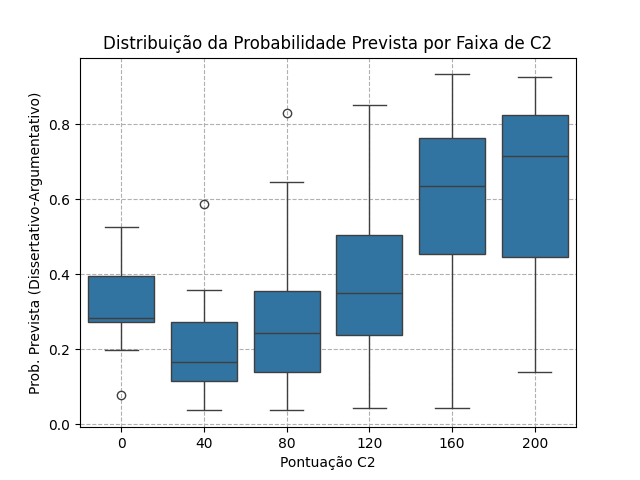 Distribuição da Probabilidade Prevista por Faixa de C2
Prob. Prevista (Dissertativo-Argumentativo)
0.8
0.6
0.4
0.2
0.0
0 40 80 120 160 200
Pontuação C2